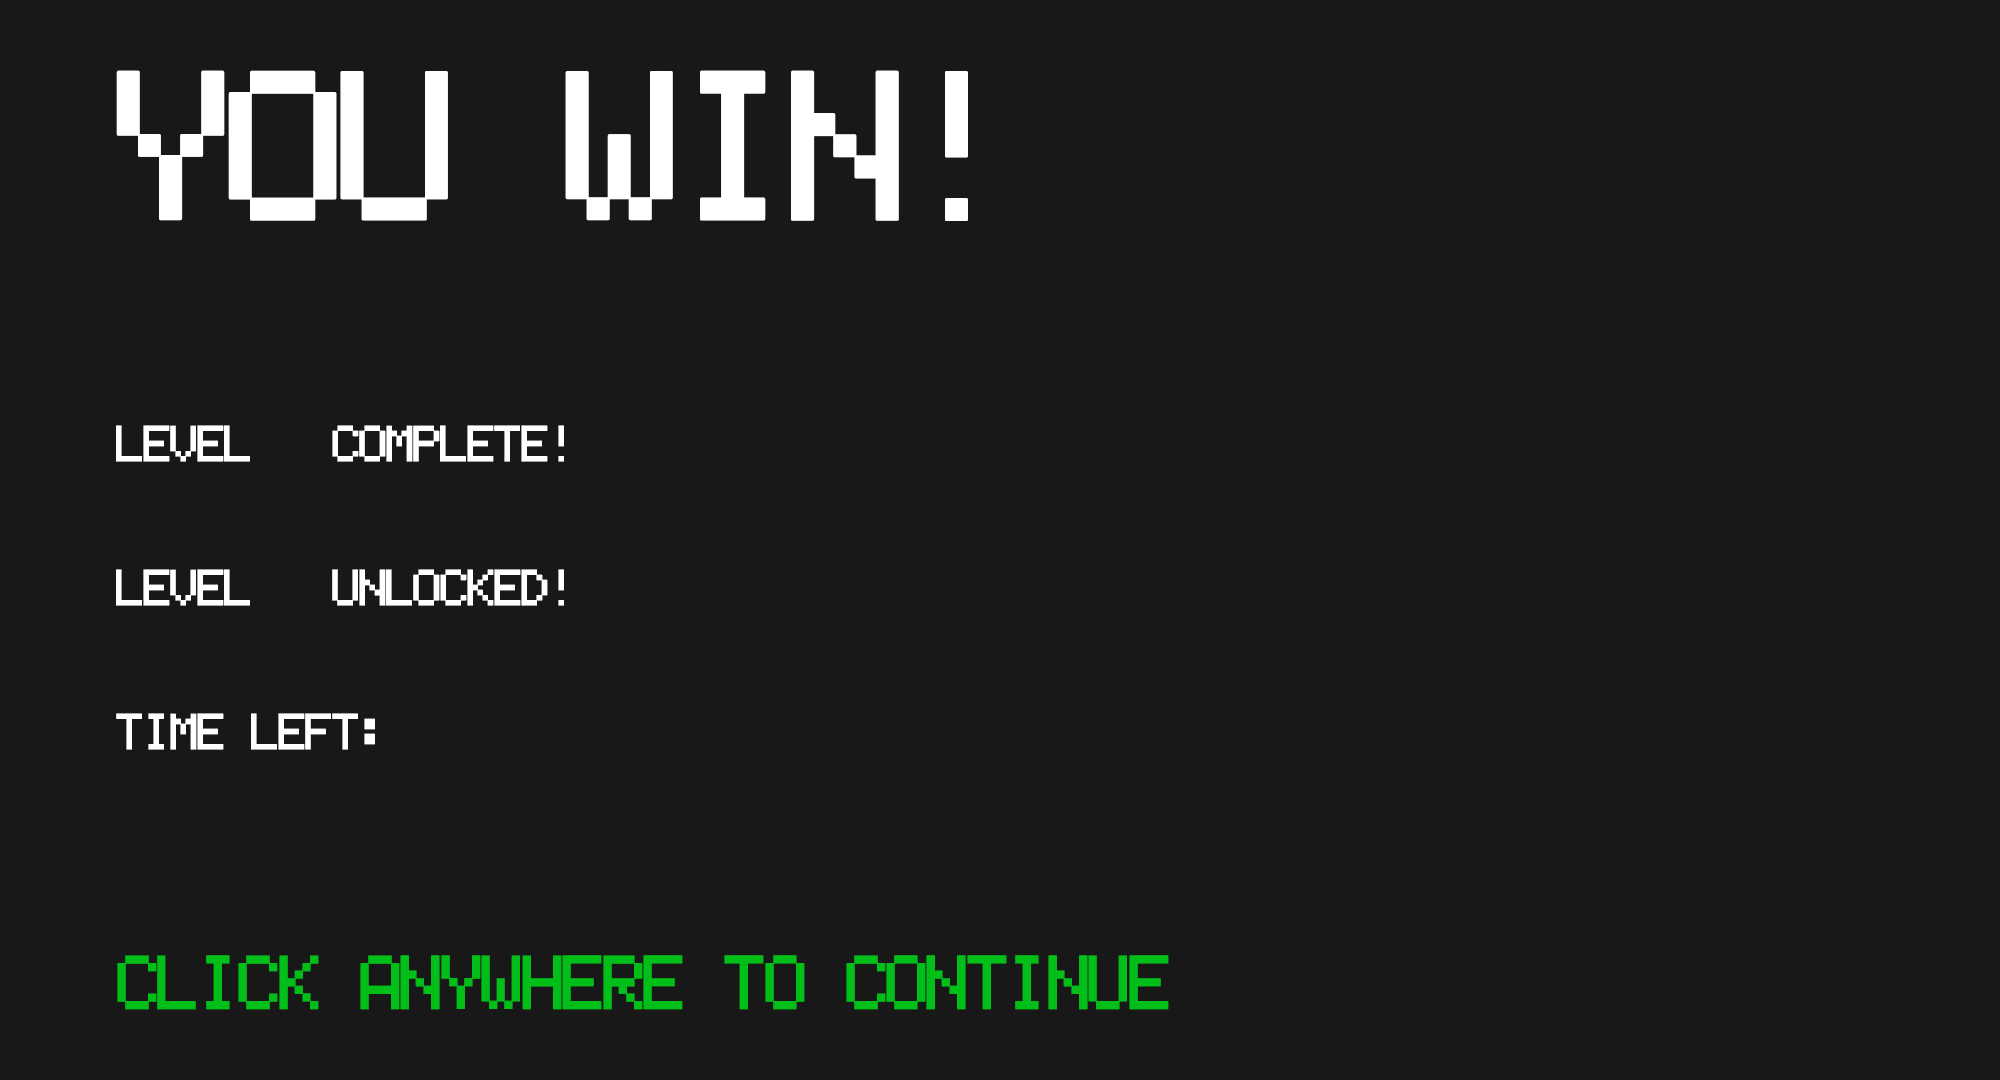 YOU WIN!
LEVEL   COMPLETE!
LEVEL   UNLOCKED!
TIME LEFT:
CLICK ANYWHERE TO CONTINUE